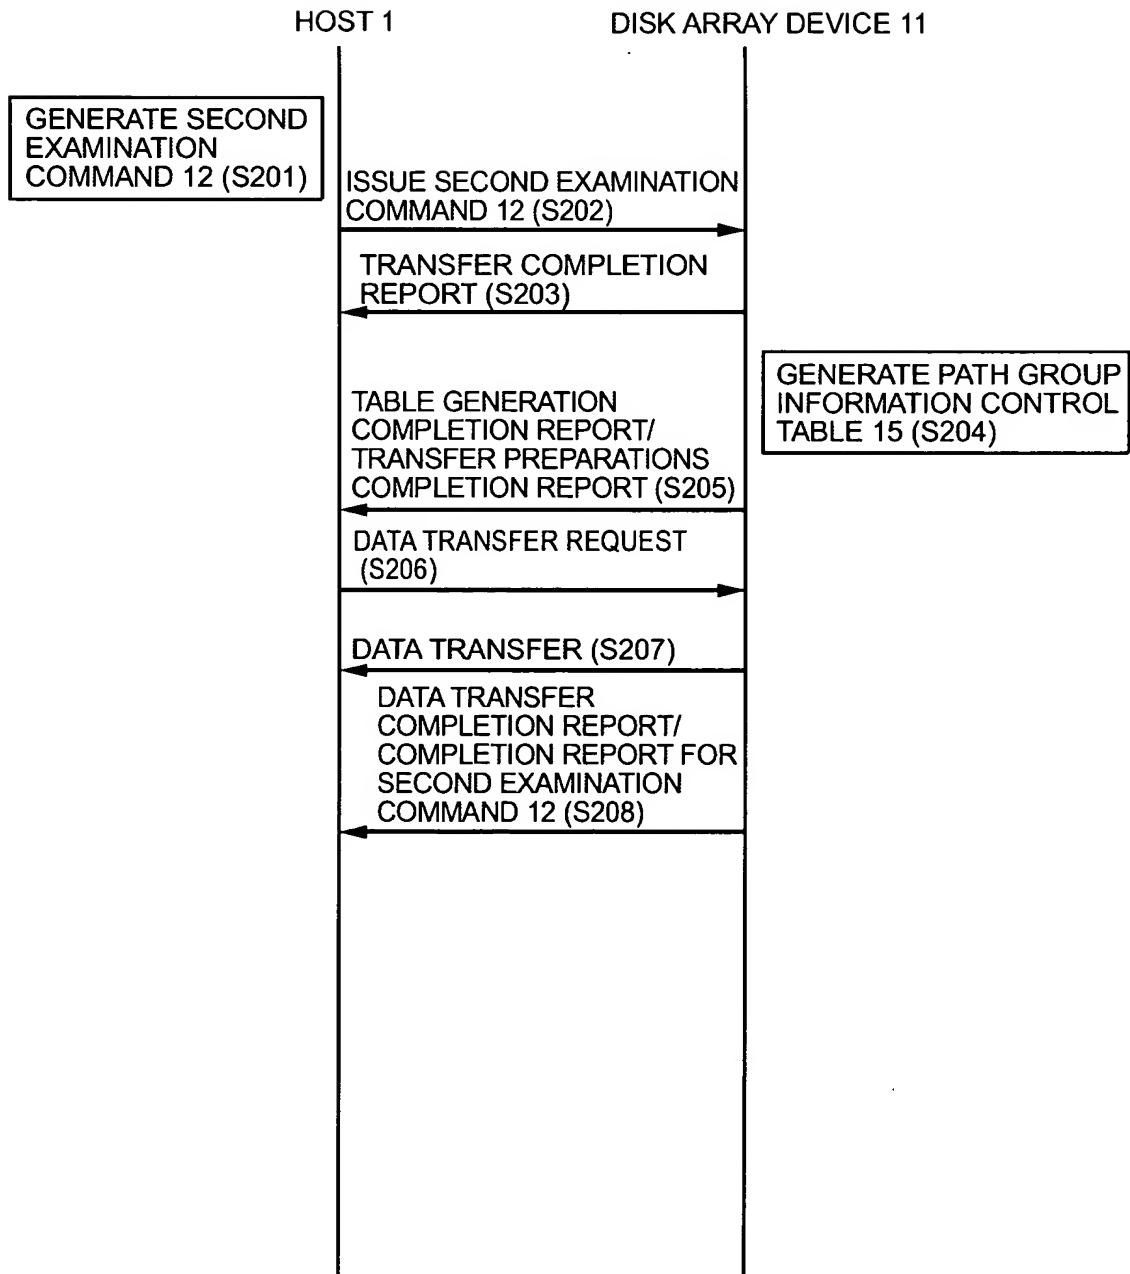 HOST 1
DISK ARRAY DEVICE 11
GENERATE SECOND
EXAMINATION
COMMAND 12 (S201)
ISSUE SECOND EXAMINATION
COMMAND 12 (S202)
TRANSFER COMPLETION
REPORT (S203)
GENERATE PATH GROUP
INFORMATION CONTROL
TABLE 15 (S204)
TABLE GENERATION
COMPLETION REPORT/
TRANSFER PREPARATIONS
COMPLETION REPORT (S205)
DATA TRANSFER REQUEST
(S206)
DATA TRANSFER (S207)
DATA TRANSFER
COMPLETION REPORT/
COMPLETION REPORT FOR
SECOND EXAMINATION
COMMAND 12 (S208)